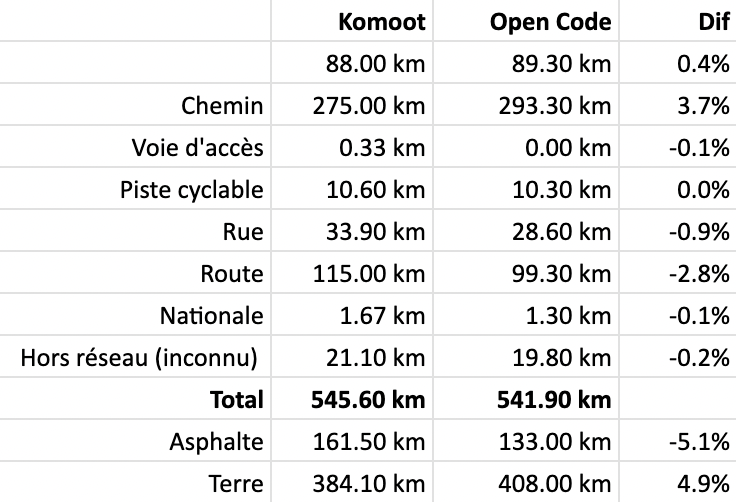 Komoot Open Code Dif
88.00 km 89.30 km 0.4%
Chemin 275.00 km 293.30 km 3.7%
Voie d'accès 0.33 km 0.00 km -0.1%
Piste cyclable 10.60 km 10.30 km 0.0%
Rue 33.90 km 28.60 km -0.9%
Route 115.00 km 99.30 km -2.8%
Nationale 1.67 km 1.30 km -0.1%
Hors réseau (inconnu) 21.10 km 19.80 km -0.2%
Total 545.60 km 541.90 km
Asphalte 161.50 km 133.00 km -5.1%
Terre 384.10 km 408.00 km 4.9%